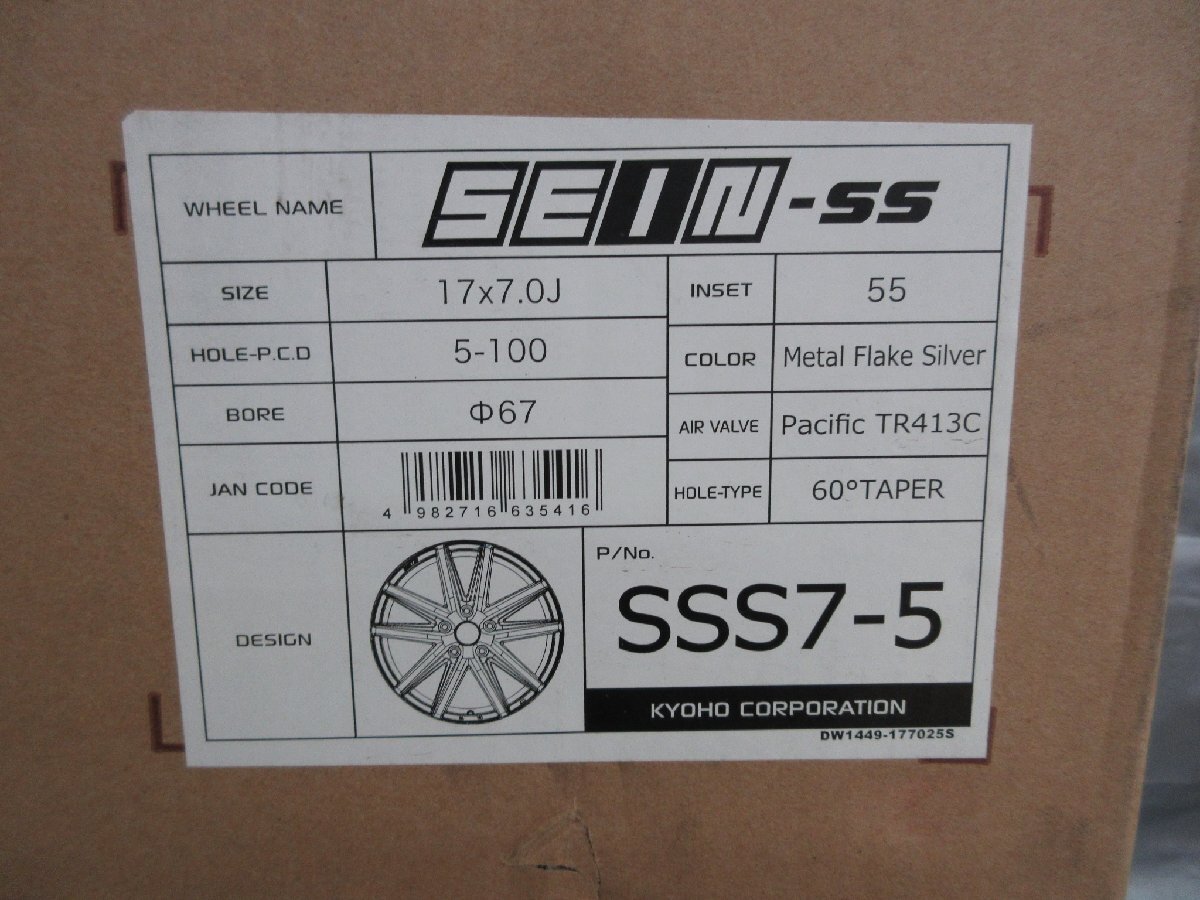 WHEEL NAME SEIN-SS
SIZE 17x7.0J INSET 55
HOLE-P.C.D 5-100 COLOR Metal Flake Silver
BORE Φ67 AIR VALVE Pacific TR413C
JAN CODE 4 982716 635416 HOLE-TYPE 60°TAPER
DESIGN
P/No.
SSS7-5
KYOHO CORPORATION
DW1449-177025S